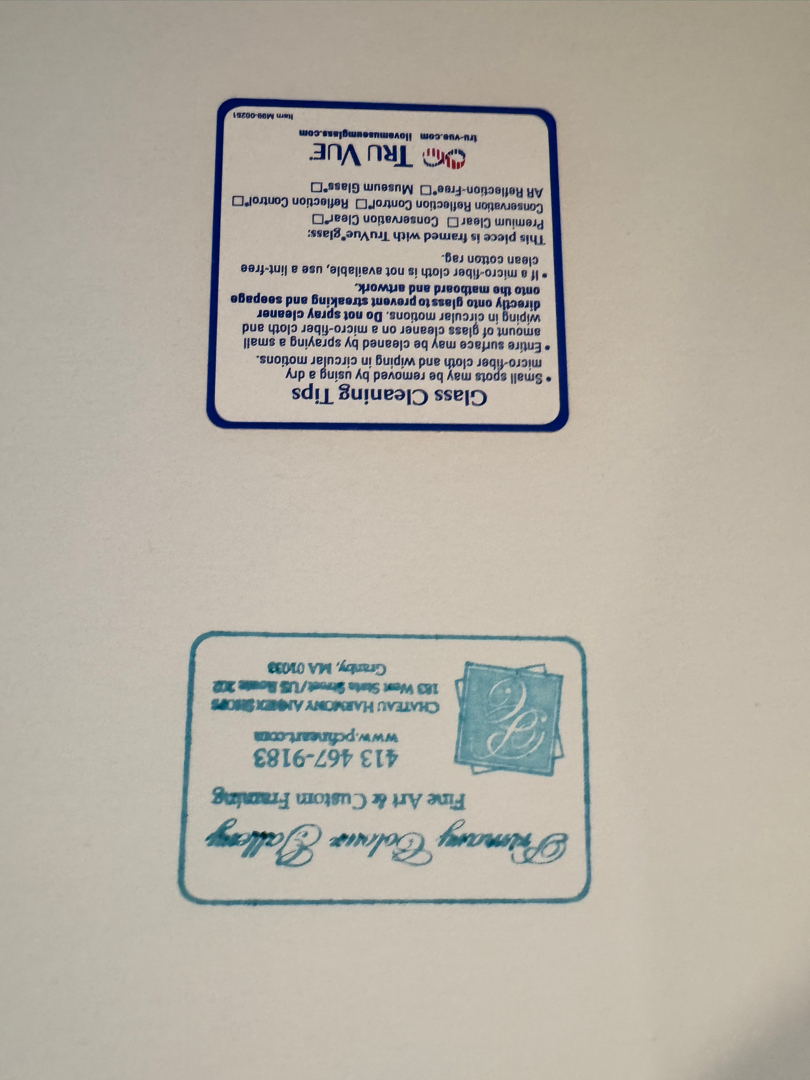 Primary Colour Gallery
Fine Art & Custom Framing
413 467-9183
www.pcfineart.com
CHATEAU HARMONY ANNEX SHOPS
183 West State Street/US Route 202
Granby, MA 01033
Glass Cleaning Tips
• Small spots may be removed by using a dry
micro-fiber cloth and wiping in circular motions.
• Entire surface may be cleaned by spraying a small
amount of glass cleaner on a micro-fiber cloth and
wiping in circular motions. Do not spray cleaner
directly onto glass to prevent streaking and seepage
onto the matboard and artwork.
• If a micro-fiber cloth is not available, use a lint-free
clean cotton rag.
This piece is framed with TruVue® glass:
Premium Clear □ Conservation Clear® □
Conservation Reflection Control® □ Reflection Control® □
AR Reflection-Free® □ Museum Glass® □
TRU VUE®
tru-vue.com ilovemuseumglass.com
Item M99-00251